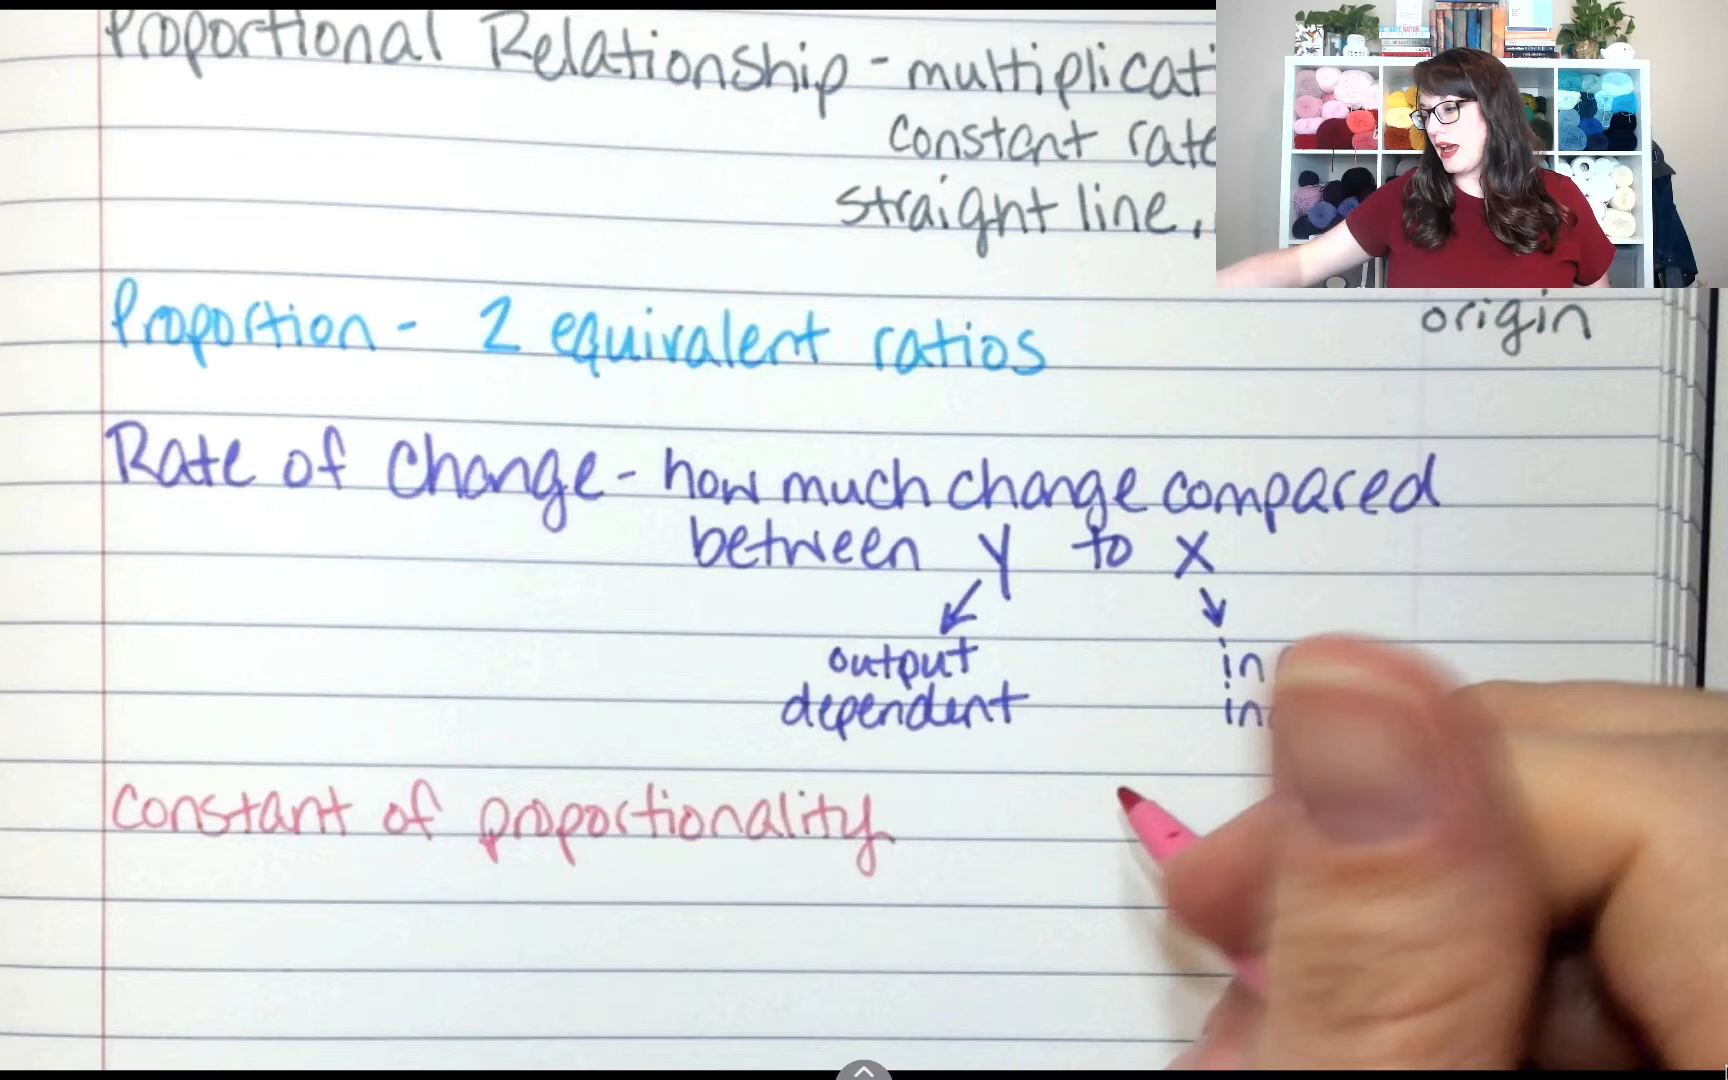 Proportional Relationship - multiplicati
constant rate
straight line,
origin
Proportion - 2 equivalent ratios
Rate of Change - how much change compared
between y to x
output
dependent
in
in
Constant of proportionality